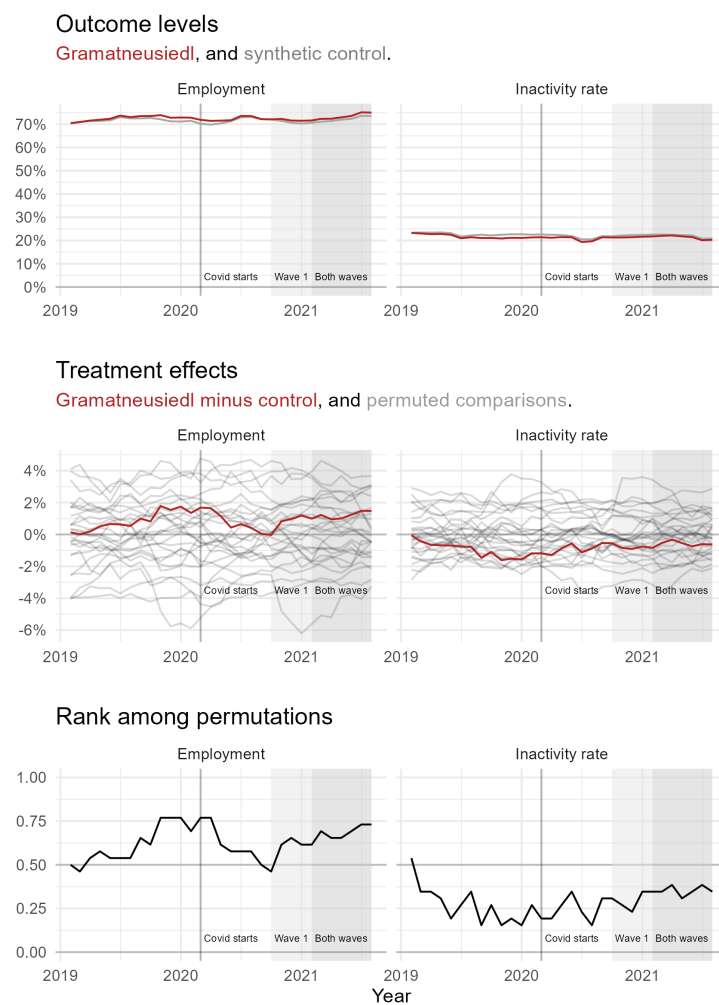 Outcome levels
Gramatneusiedl, and synthetic control.
Employment
Inactivity rate
70%
60%
50%
40%
30%
20%
10%
0%
Covid starts Wave 1 Both waves
Covid starts Wave 1 Both waves
2019 2020 2021
2019 2020 2021
Treatment effects
Gramatneusiedl minus control, and permuted comparisons.
Employment
Inactivity rate
4%
2%
0%
-2%
-4%
-6%
Covid starts Wave 1 Both waves
Covid starts Wave 1 Both waves
2019 2020 2021
2019 2020 2021
Rank among permutations
Employment
Inactivity rate
1.00
0.75
0.50
0.25
0.00
Covid starts Wave 1 Both waves
Covid starts Wave 1 Both waves
2019 2020 2021
2019 2020 2021
Year